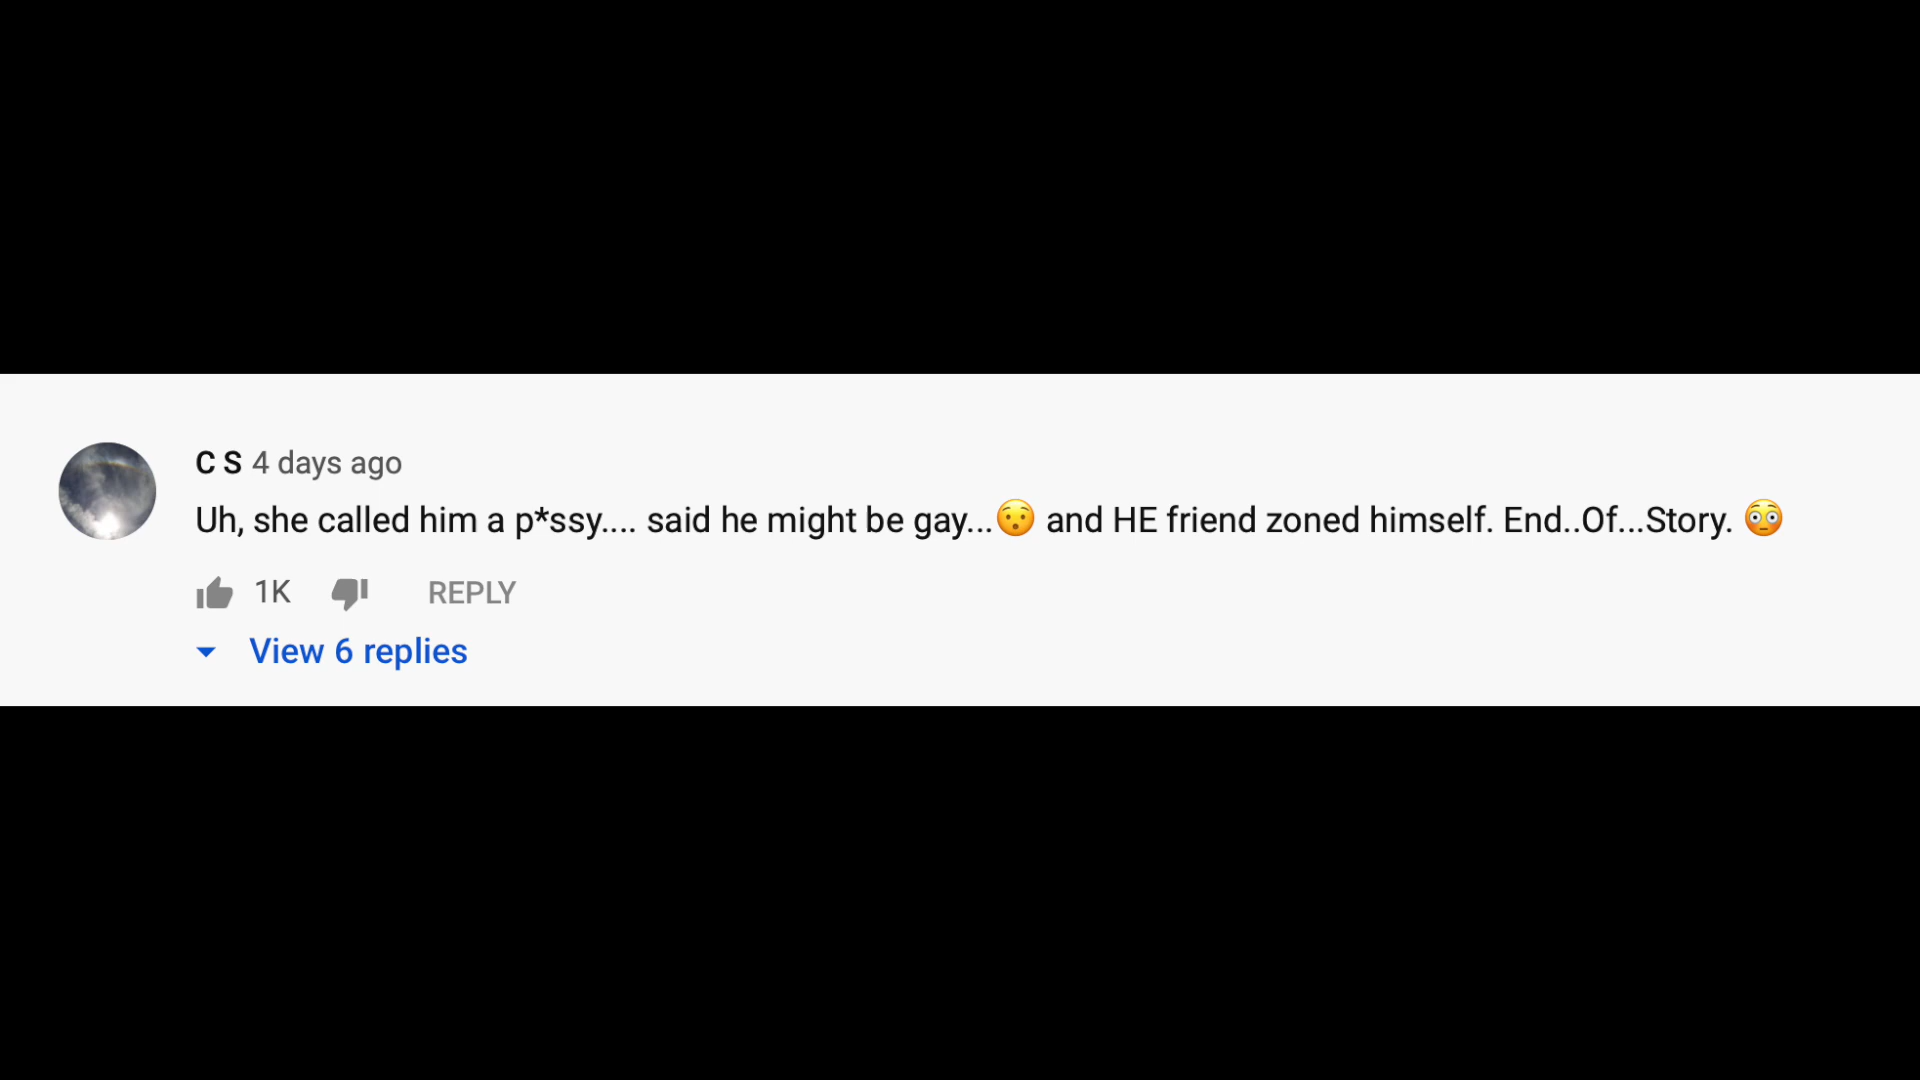 C S 4 days ago
Uh, she called him a p*ssy.... said he might be gay...😯 and HE friend zoned himself. End..Of...Story. 😳
1K REPLY
View 6 replies